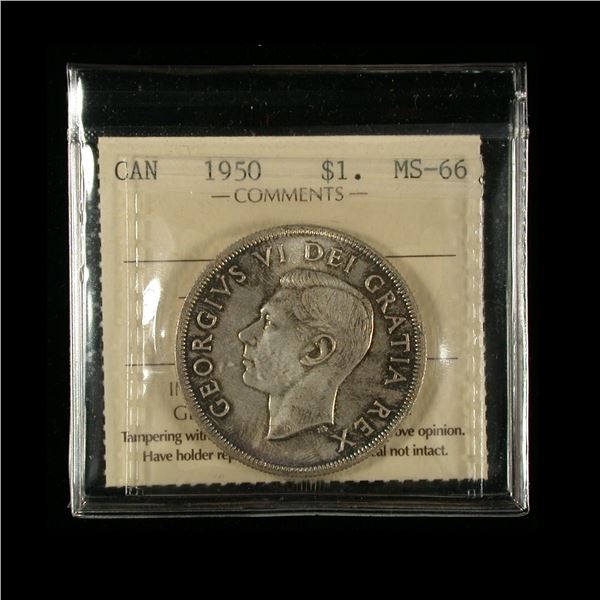 CAN 1950 $1. MS-66
— COMMENTS —
GEORGIVS VI DEI GRATIA REX
Tampering with ove opinion.
Have holder al not intact.